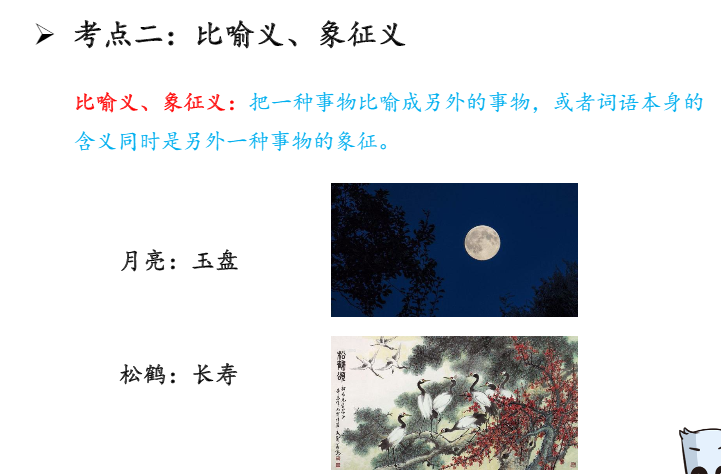 ➢ 考点二：比喻义、象征义
比喻义、象征义：把一种事物比喻成另外的事物，或者词语本身的
含义同时是另外一种事物的象征。
月亮：玉盘
松鹤：长寿